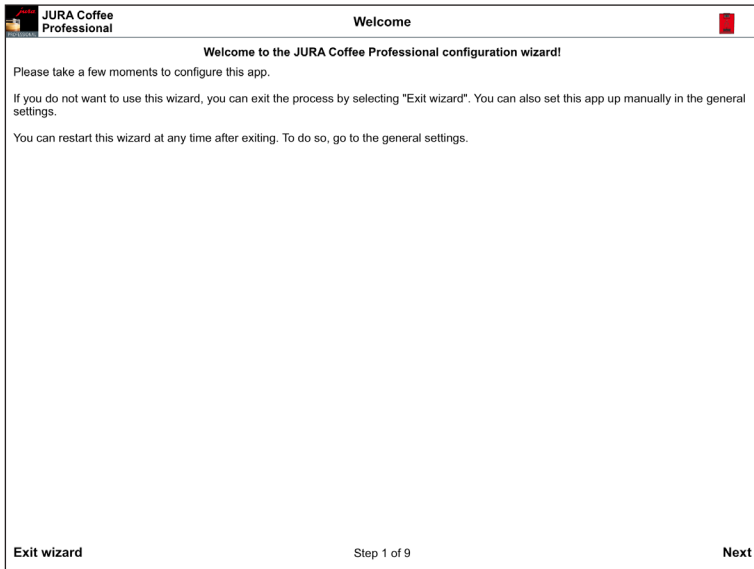 JURA Coffee
Professional
Welcome
Welcome to the JURA Coffee Professional configuration wizard!
Please take a few moments to configure this app.
If you do not want to use this wizard, you can exit the process by selecting "Exit wizard". You can also set this app up manually in the general
settings.
You can restart this wizard at any time after exiting. To do so, go to the general settings.
Exit wizard
Step 1 of 9
Next